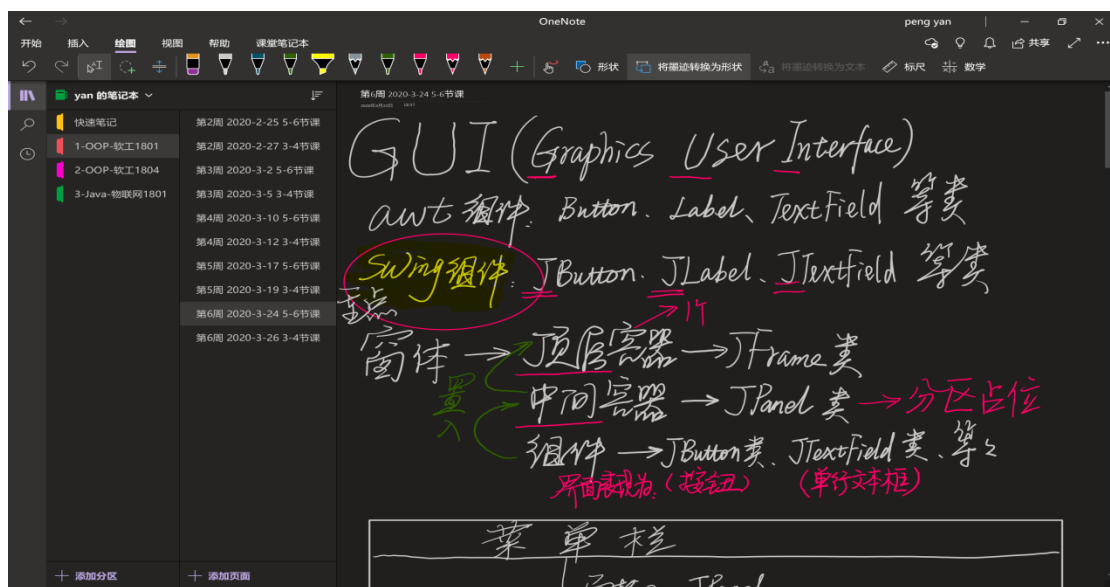 OneNote
peng yan
开始 插入 绘图 视图 帮助 课堂笔记本
共享
形状 将墨迹转换为形状 将墨迹转换为文本 标尺 数学
yan 的笔记本
快速笔记
1-OOP-软工1801
2-OOP-软工1804
3-Java-物联网1801
添加分区
第2周 2020-2-25 5-6节课
第2周 2020-2-27 3-4节课
第3周 2020-3-2 5-6节课
第3周 2020-3-5 3-4节课
第4周 2020-3-10 5-6节课
第4周 2020-3-12 3-4节课
第5周 2020-3-17 5-6节课
第5周 2020-3-19 3-4节课
第6周 2020-3-24 5-6节课
第6周 2020-3-26 3-4节课
添加页面
第6周 2020-3-24 5-6节课
GUI (Graphics User Interface)
awt 组件: Button、Label、TextField 等类
Swing组件: JButton、JLabel、JTextField 等类
重点
1个
窗体 → 顶层容器 → JFrame 类
置入
中间容器 → JPanel 类 → 分区占位
组件 → JButton类、JTextField 类、等等
界面表现为: (按钮) (单行文本框)
菜单栏
JPanel